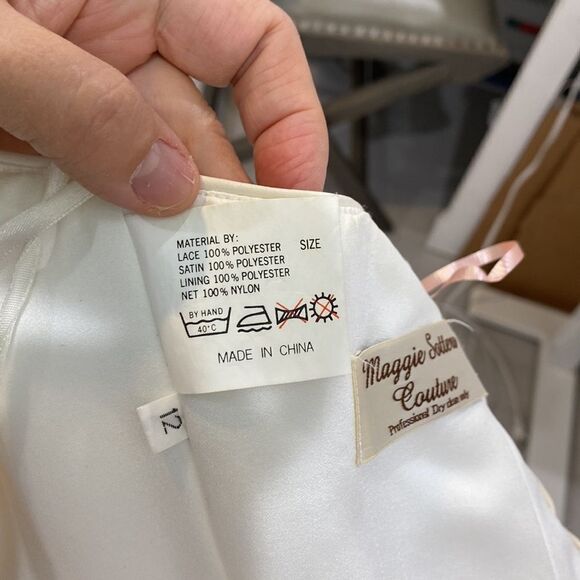 MATERIAL BY:
LACE 100% POLYESTER SIZE
SATIN 100% POLYESTER
LINING 100% POLYESTER
NET 100% NYLON
BY HAND
40°C
MADE IN CHINA
12
Maggie Sottero
Couture
Professional Dry clean only